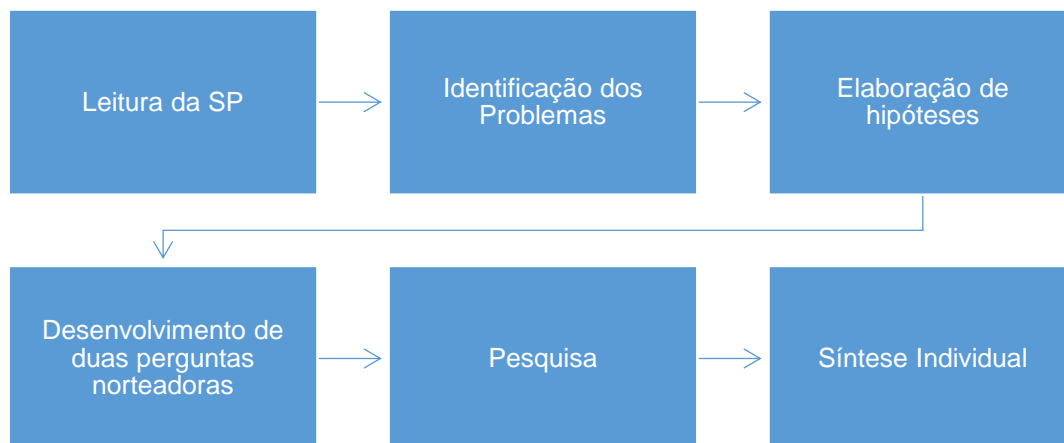 Leitura da SP
Identificação dos
Problemas
Elaboração de
hipóteses
Desenvolvimento de
duas perguntas
norteadoras
Pesquisa
Síntese Individual